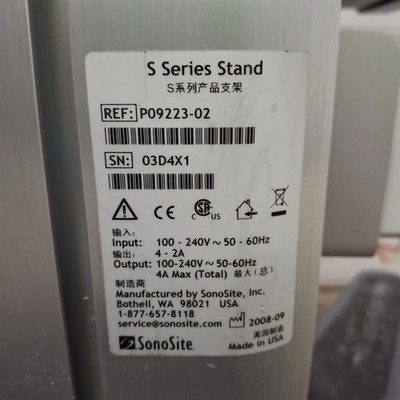 S Series Stand
S系列产品支架
REF: P09223-02
SN: 03D4X1
输入:
Input: 100 - 240V ~ 50 - 60Hz
输出: 4 - 2A
Output: 100-240V ~ 50-60Hz
4A Max (Total) 最大 (总)
制造商
Manufactured by SonoSite, Inc.
Bothell, WA 98021 USA
1-877-657-8118
service@sonosite.com
2008-09
美国制造
Made in USA
SonoSite